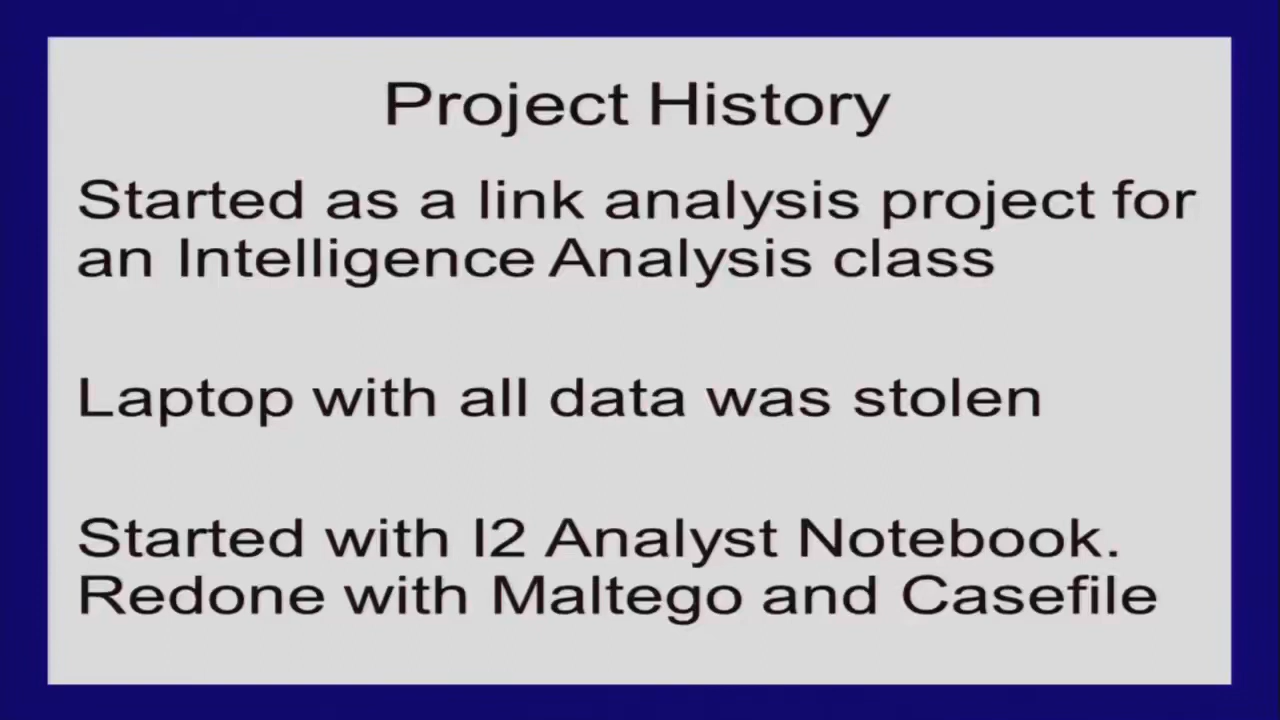 Project History
Started as a link analysis project for
an Intelligence Analysis class
Laptop with all data was stolen
Started with I2 Analyst Notebook.
Redone with Maltego and Casefile